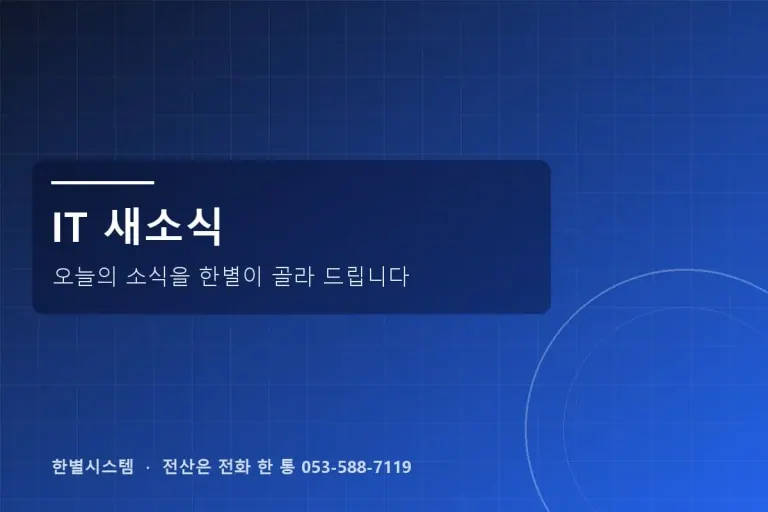 IT 새소식
오늘의 소식을 한별이 골라 드립니다
한별시스템 · 전산은 전화 한 통 053-588-7119